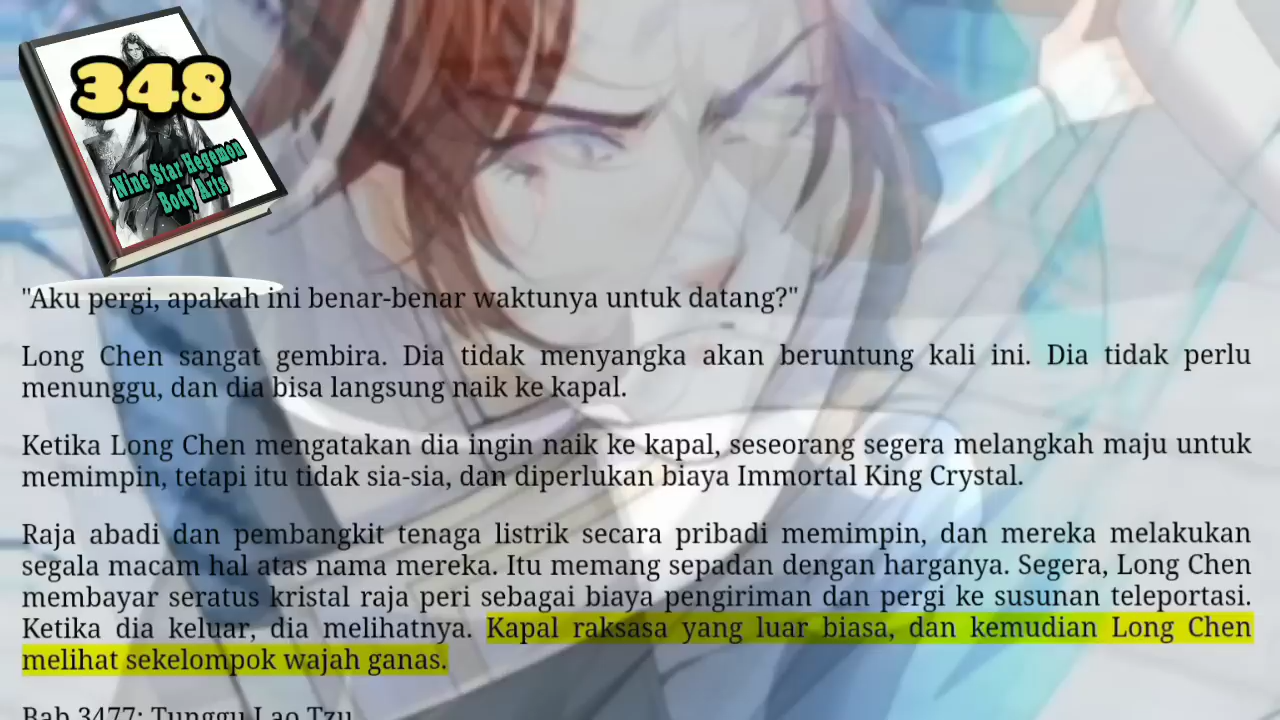 348
Nine Star Hegemon
Body Arts
"Aku pergi, apakah ini benar-benar waktunya untuk datang?"
Long Chen sangat gembira. Dia tidak menyangka akan beruntung kali ini. Dia tidak perlu
menunggu, dan dia bisa langsung naik ke kapal.
Ketika Long Chen mengatakan dia ingin naik ke kapal, seseorang segera melangkah maju untuk
memimpin, tetapi itu tidak sia-sia, dan diperlukan biaya Immortal King Crystal.
Raja abadi dan pembangkit tenaga listrik secara pribadi memimpin, dan mereka melakukan
segala macam hal atas nama mereka. Itu memang sepadan dengan harganya. Segera, Long Chen
membayar seratus kristal raja peri sebagai biaya pengiriman dan pergi ke susunan teleportasi.
Ketika dia keluar, dia melihatnya. Kapal raksasa yang luar biasa, dan kemudian Long Chen
melihat sekelompok wajah ganas.
Bab 3477: Tunggu Lao Tzu